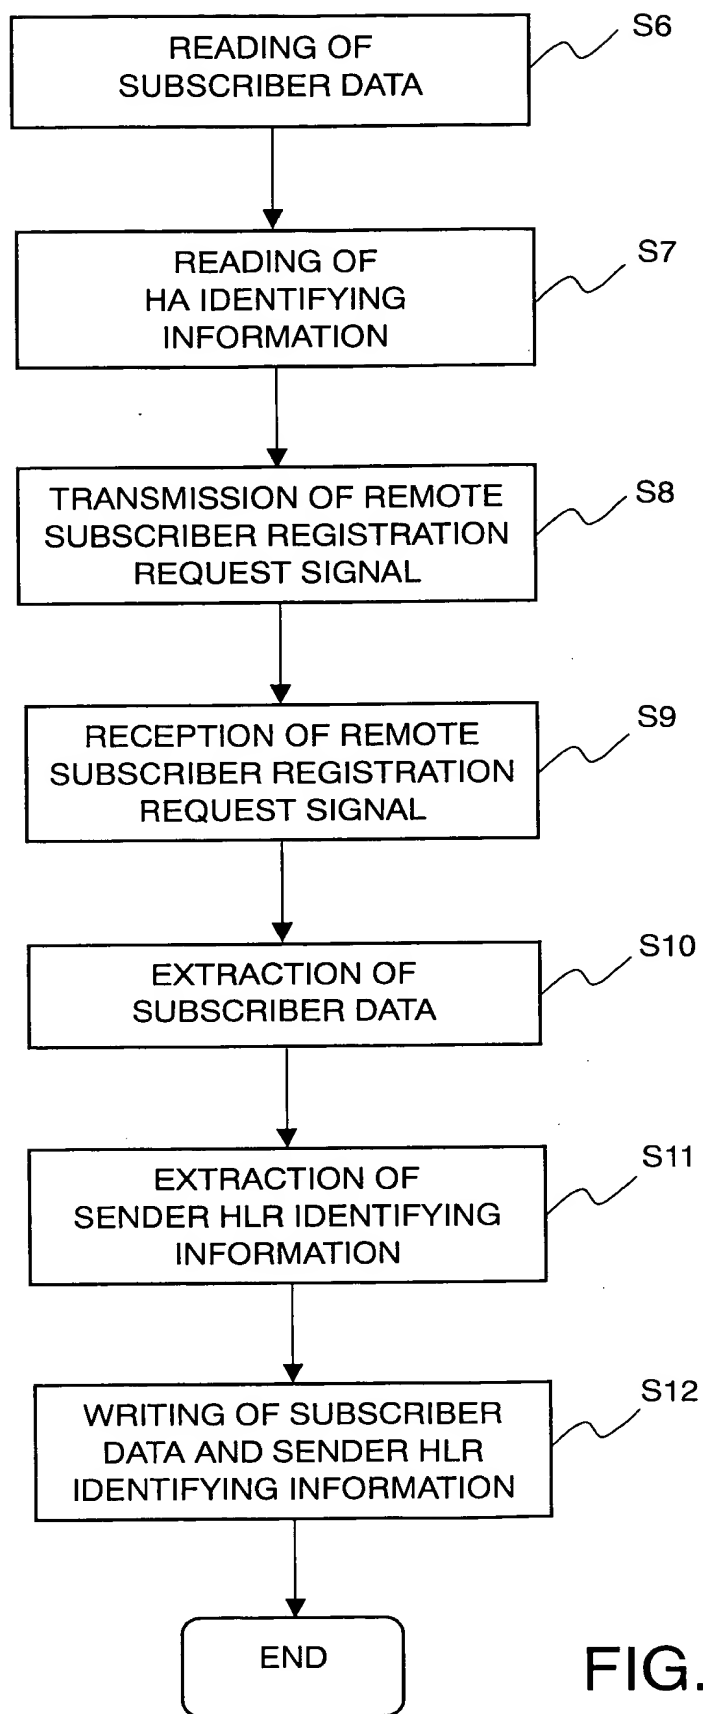 READING OF
SUBSCRIBER DATA
S6
READING OF
HA IDENTIFYING
INFORMATION
S7
TRANSMISSION OF REMOTE
SUBSCRIBER REGISTRATION
REQUEST SIGNAL
S8
RECEPTION OF REMOTE
SUBSCRIBER REGISTRATION
REQUEST SIGNAL
S9
EXTRACTION OF
SUBSCRIBER DATA
S10
EXTRACTION OF
SENDER HLR IDENTIFYING
INFORMATION
S11
WRITING OF SUBSCRIBER
DATA AND SENDER HLR
IDENTIFYING INFORMATION
S12
END
FIG.